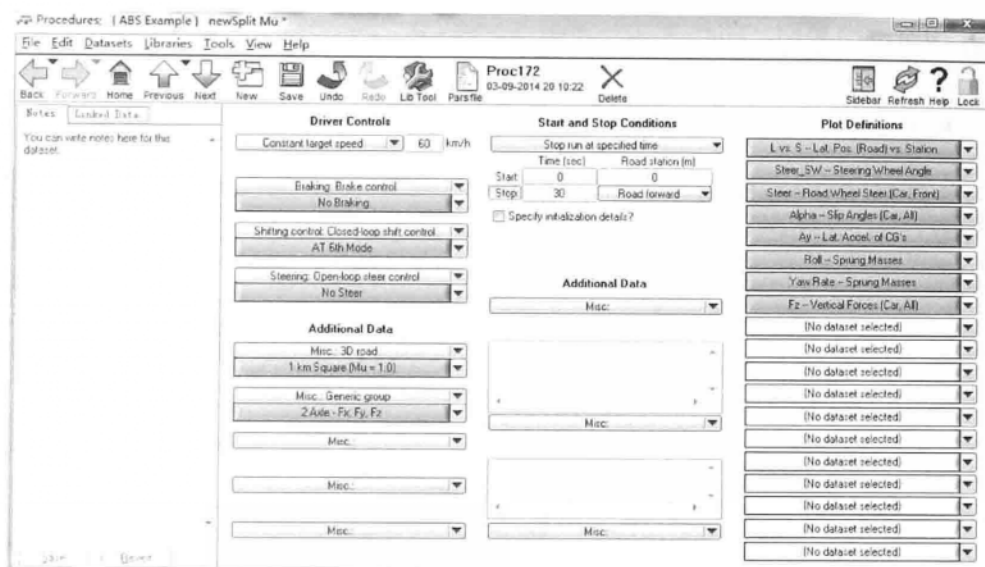 Procedures: { ABS Example } newSplit Mu *
File Edit Datasets Libraries Tools View Help
Back Forward Home Previous Next New Save Undo Redo Lib Tool Parsfile
Proc172
03-09-2014 20:10:22
Delete
Sidebar Refresh Help Lock
Notes Linked Data
You can write notes here for this
dataset.
Save Revert
Driver Controls
Constant target speed 60 km/h
Braking: Brake control
No Braking
Shifting control: Closed-loop shift control
AT 6th Mode
Steering: Open-loop steer control
No Steer
Additional Data
Misc.: 3D road
1 km Square (Mu = 1.0)
Misc.: Generic group
2 Axle - Fx, Fy, Fz
Misc.:
Misc.:
Misc.:
Start and Stop Conditions
Stop run at specified time
Time (sec) Road station (m)
Start: 0 0
Stop: 30 Road forward
Specify initialization details?
Additional Data
Misc:
Misc:
Misc:
Plot Definitions
L vs. S -- Lat. Pos. (Road) vs. Station
Steer_SW -- Steering Wheel Angle
Steer -- Road Wheel Steer (Car, Front)
Alpha -- Slip Angles (Car, All)
Ay -- Lat. Accel. of CG's
Roll -- Sprung Masses
Yaw Rate -- Sprung Masses
Fz -- Vertical Forces (Car, All)
(No dataset selected)
(No dataset selected)
(No dataset selected)
(No dataset selected)
(No dataset selected)
(No dataset selected)
(No dataset selected)
(No dataset selected)
(No dataset selected)
(No dataset selected)
(No dataset selected)